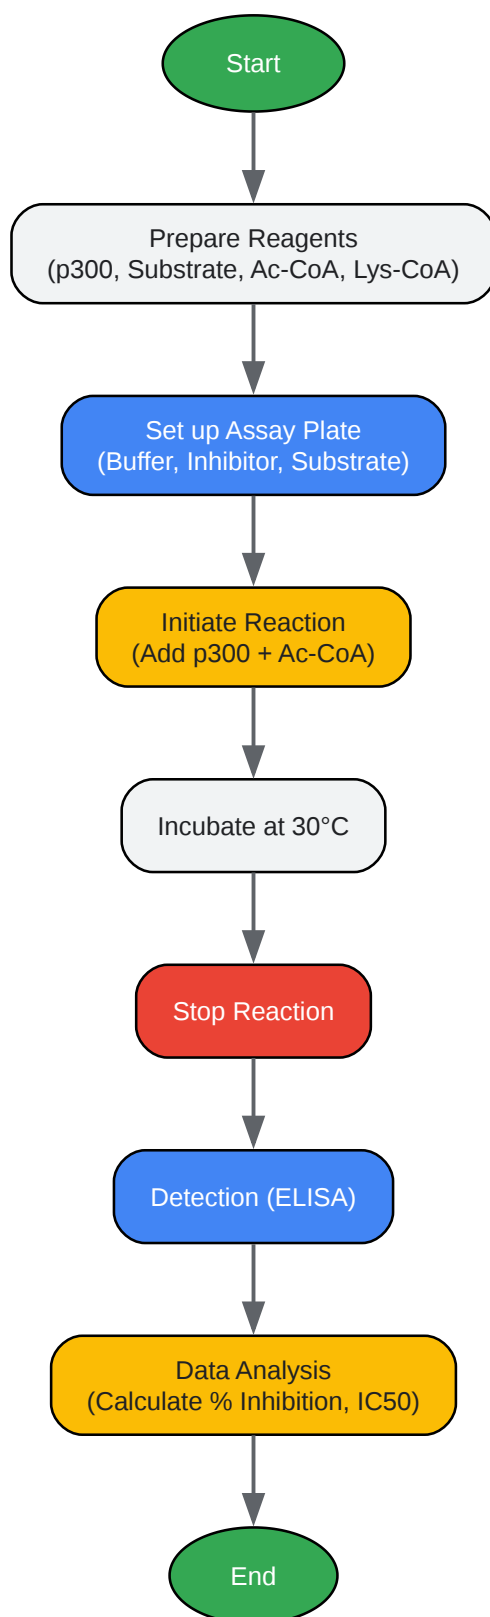 Start
Prepare Reagents
(p300, Substrate, Ac-CoA, Lys-CoA)
Set up Assay Plate
(Buffer, Inhibitor, Substrate)
Initiate Reaction
(Add p300 + Ac-CoA)
Incubate at 30°C
Stop Reaction
Detection (ELISA)
Data Analysis
(Calculate % Inhibition, IC50)
End